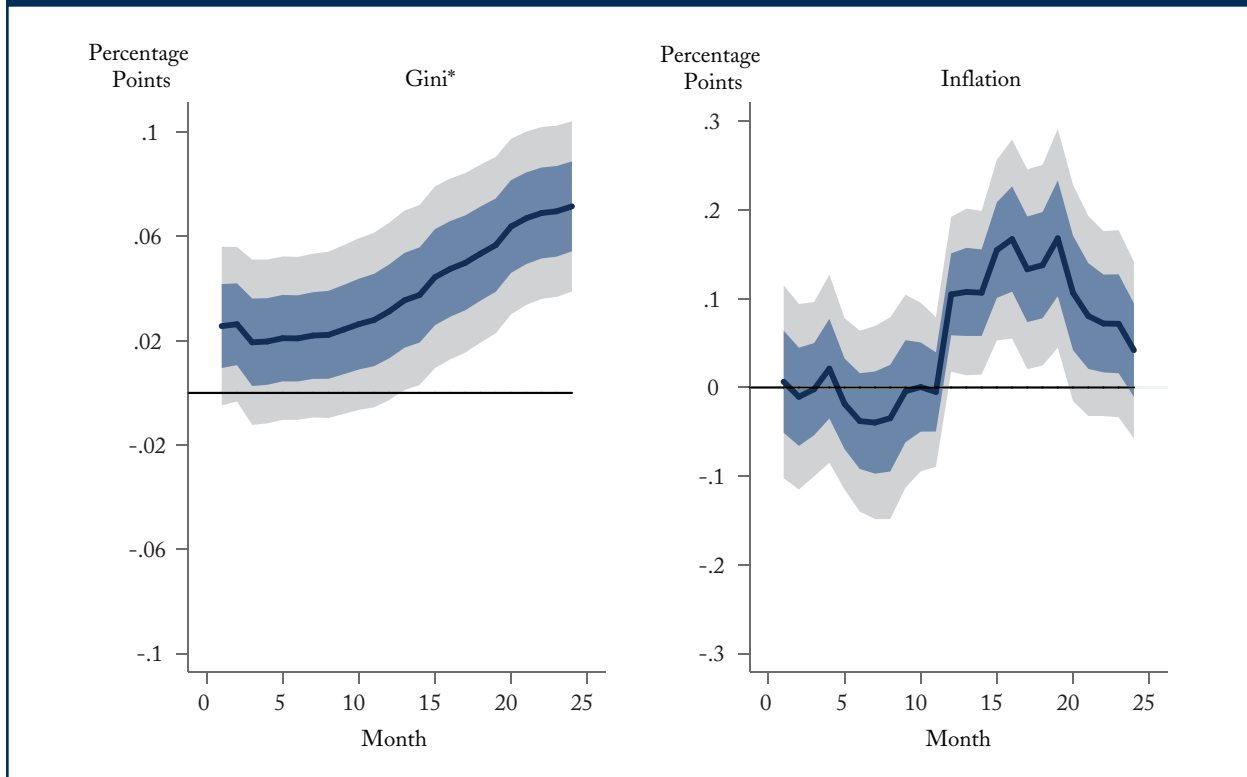 Percentage
Points
Gini*
.1
.06
.02
-.02
-.06
-.1
0 5 10 15 20 25
Month
Percentage
Points
Inflation
.3
.2
.1
0
-.1
-.2
-.3
0 5 10 15 20 25
Month